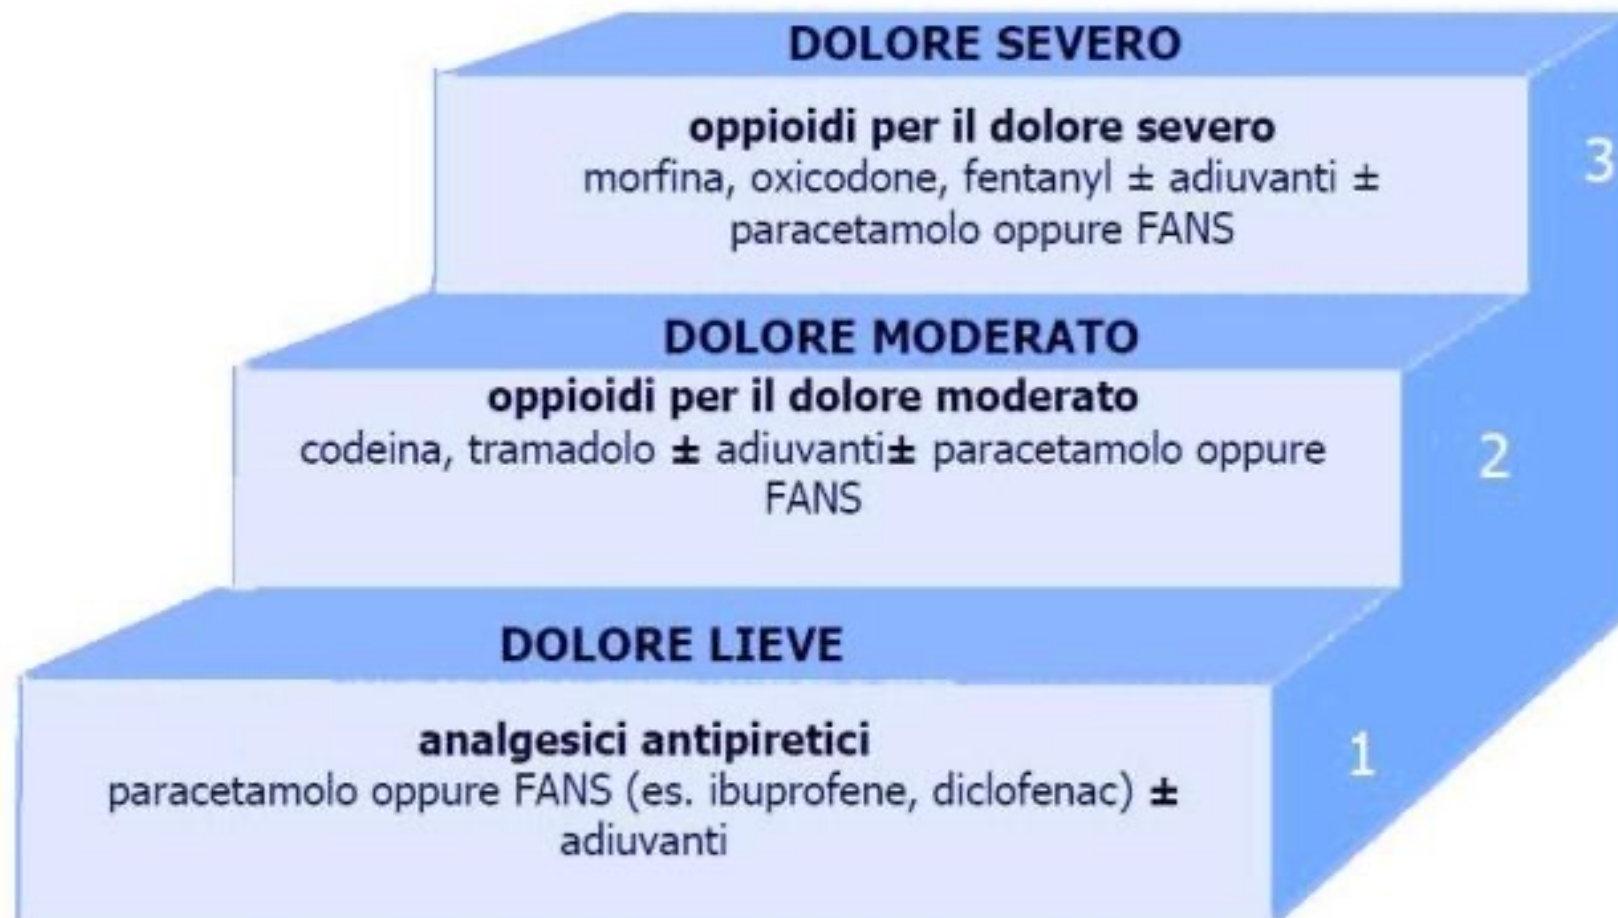 DOLORE SEVERO
oppioidi per il dolore severo
morfina, oxicodone, fentanyl ± adiuvanti ±
paracetamolo oppure FANS
3
DOLORE MODERATO
oppioidi per il dolore moderato
codeina, tramadolo ± adiuvanti± paracetamolo oppure
FANS
2
DOLORE LIEVE
analgesici antipiretici
paracetamolo oppure FANS (es. ibuprofene, diclofenac) ±
adiuvanti
1